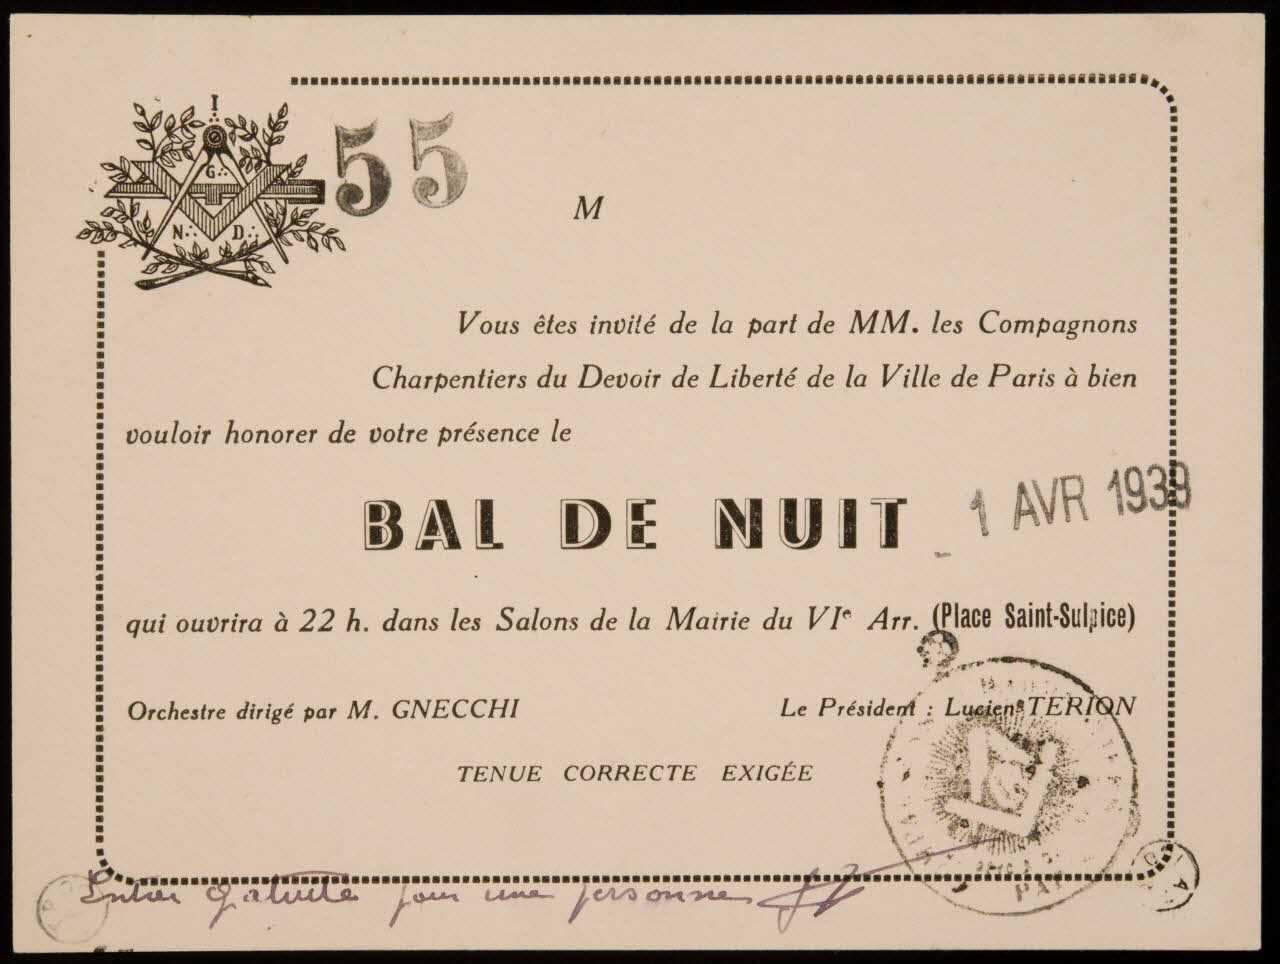 I
G∴
N∴ D∴
55
M
Vous êtes invité de la part de MM. les Compagnons
Charpentiers du Devoir de Liberté de la Ville de Paris à bien
vouloir honorer de votre présence le
BAL DE NUIT
1 AVR 1939
qui ouvrira à 22 h. dans les Salons de la Mairie du VIe Arr. (Place Saint-Sulpice)
Orchestre dirigé par M. GNECCHI
Le Président : Lucien TERION
TENUE CORRECTE EXIGÉE
gatuite pour une personne